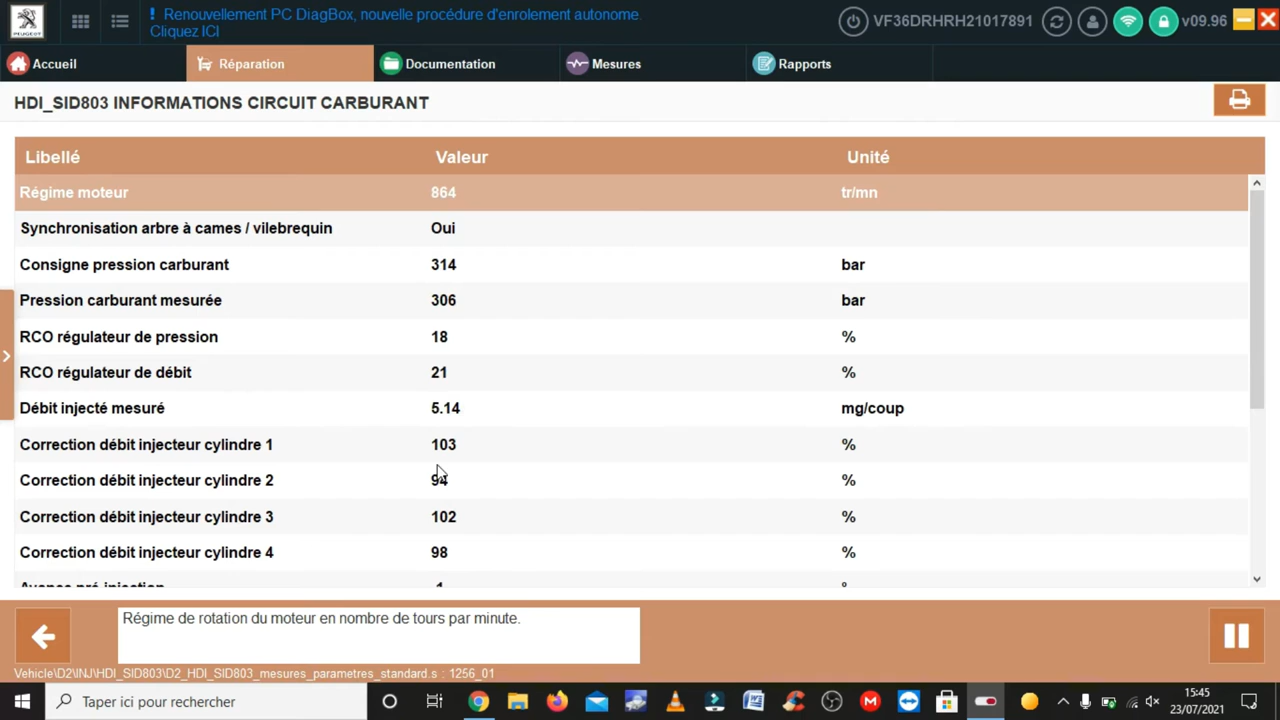 ! Renouvellement PC DiagBox, nouvelle procédure d'enrolement autonome.
Cliquez ICI
VF36DRHRH21017891
v09.96
PEUGEOT
Accueil
Réparation
Documentation
Mesures
Rapports
HDI_SID803 INFORMATIONS CIRCUIT CARBURANT
Libellé Valeur Unité
Régime moteur 864 tr/mn
Synchronisation arbre à cames / vilebrequin Oui
Consigne pression carburant 314 bar
Pression carburant mesurée 306 bar
RCO régulateur de pression 18 %
RCO régulateur de débit 21 %
Débit injecté mesuré 5.14 mg/coup
Correction débit injecteur cylindre 1 103 %
Correction débit injecteur cylindre 2 94 %
Correction débit injecteur cylindre 3 102 %
Correction débit injecteur cylindre 4 98 %
Avance pré-injection
Régime de rotation du moteur en nombre de tours par minute.
Vehicle\D2\INJ\HDI_SID803\D2_HDI_SID803_mesures_parametres_standard.s : 1256_01
Taper ici pour rechercher
15:45
23/07/2021